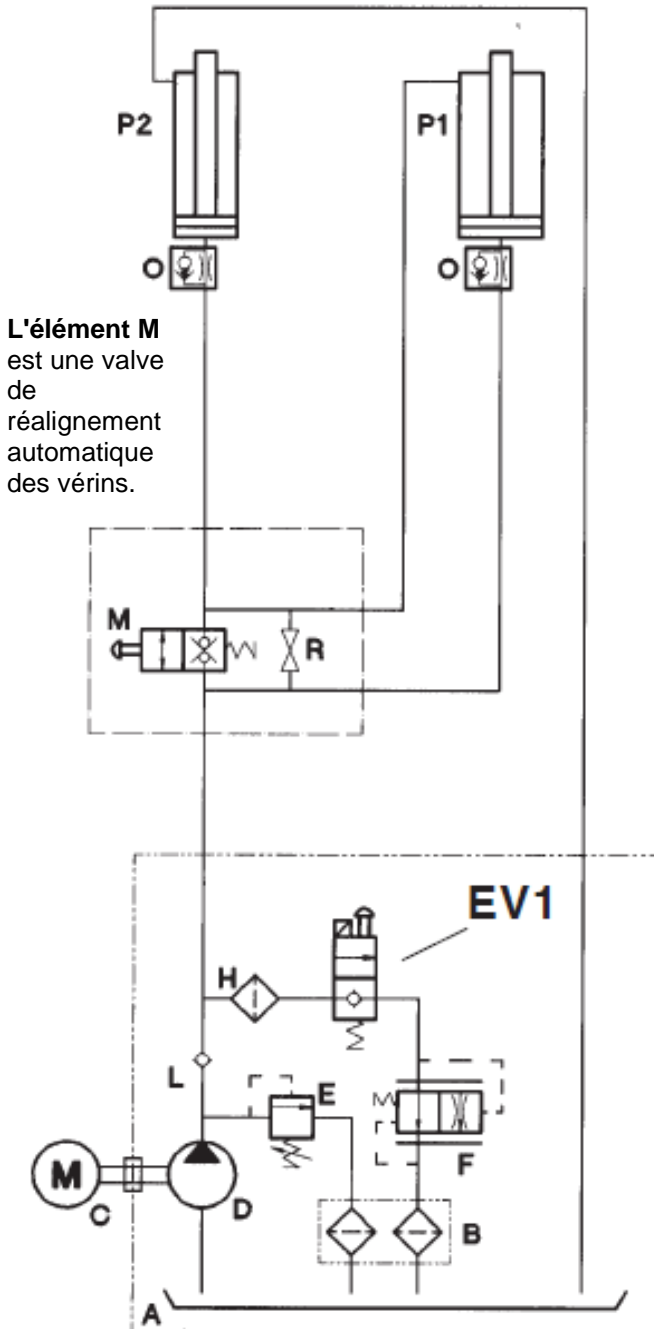 P2
P1
O
O
L'élément M
est une valve
de
réalignement
automatique
des vérins.
M
R
EV1
H
L
E
M
C
D
F
B
A